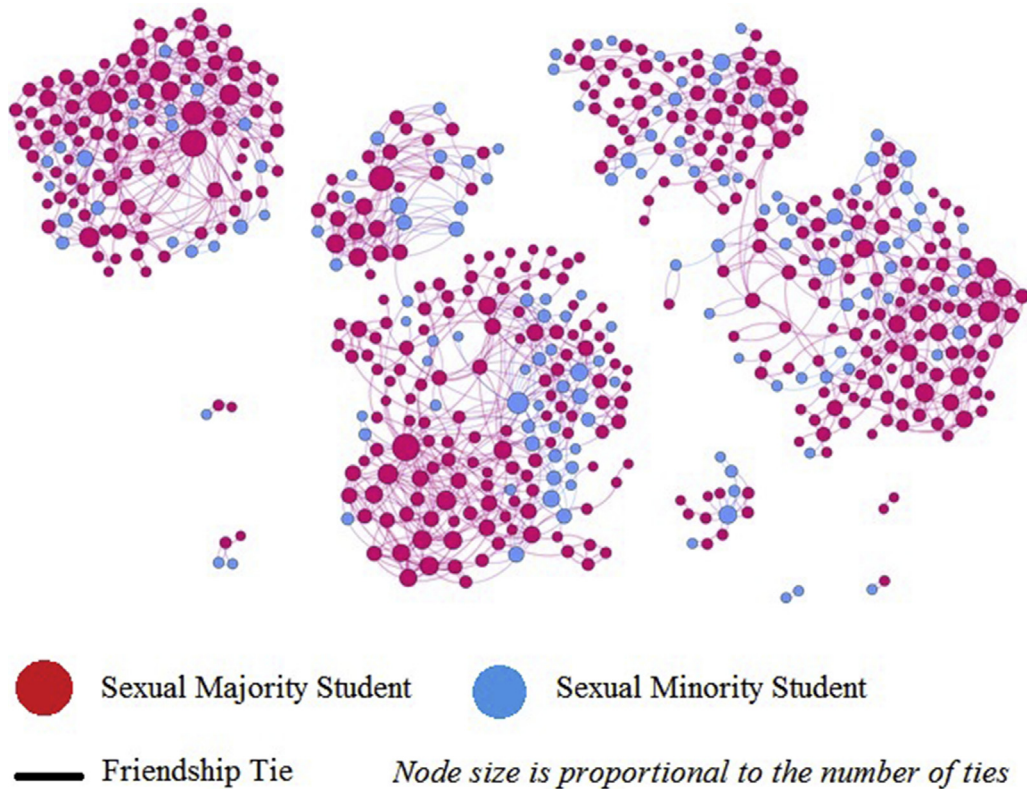 Sexual Majority Student
Sexual Minority Student
Friendship Tie
Node size is proportional to the number of ties